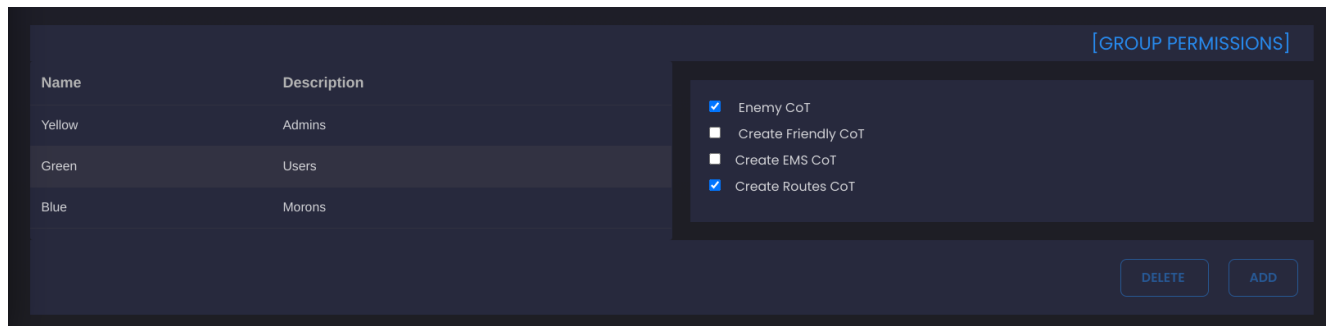 [GROUP PERMISSIONS]
Name Description
Yellow Admins
Green Users
Blue Morons
Enemy CoT
Create Friendly CoT
Create EMS CoT
Create Routes CoT
DELETE ADD